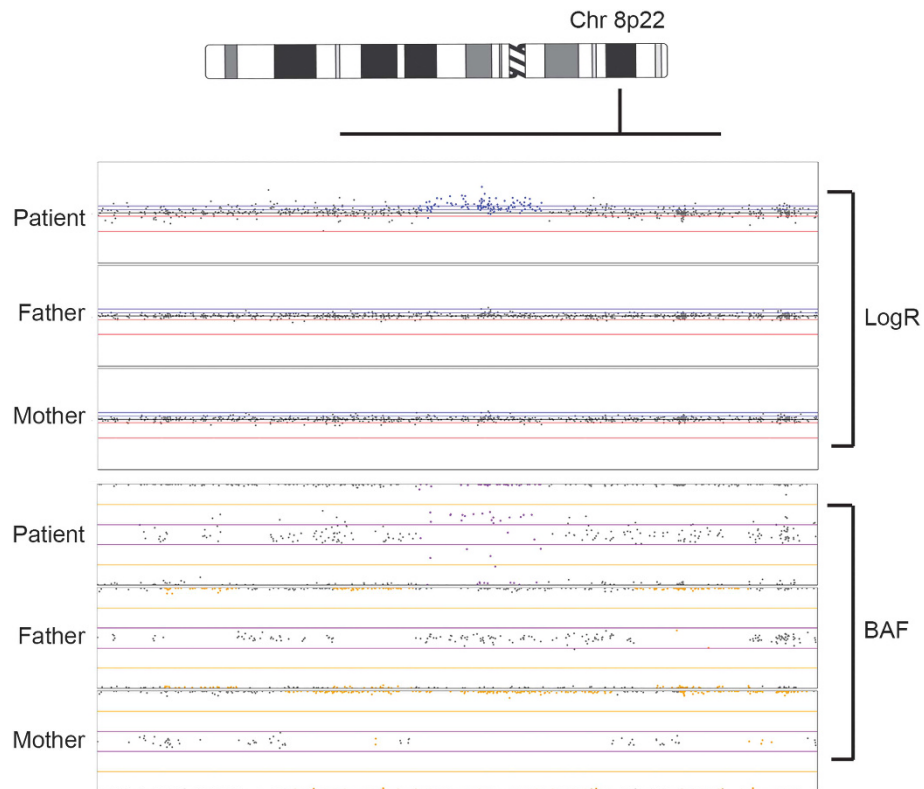 Chr 8p22
Patient
Father
Mother
LogR
Patient
Father
Mother
BAF